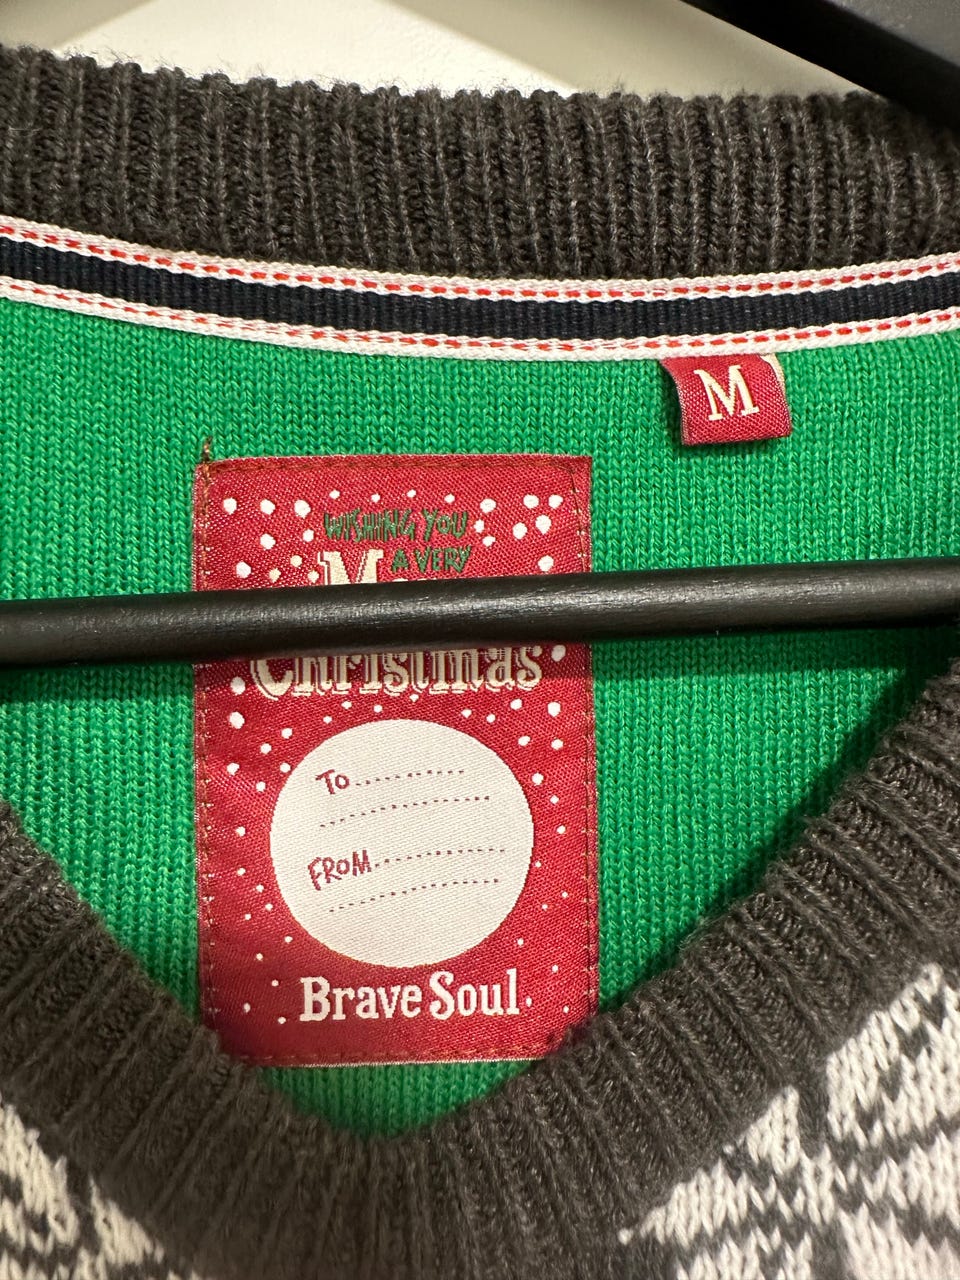 M
WISHING YOU
A VERY
Christmas
To
FROM
Brave Soul